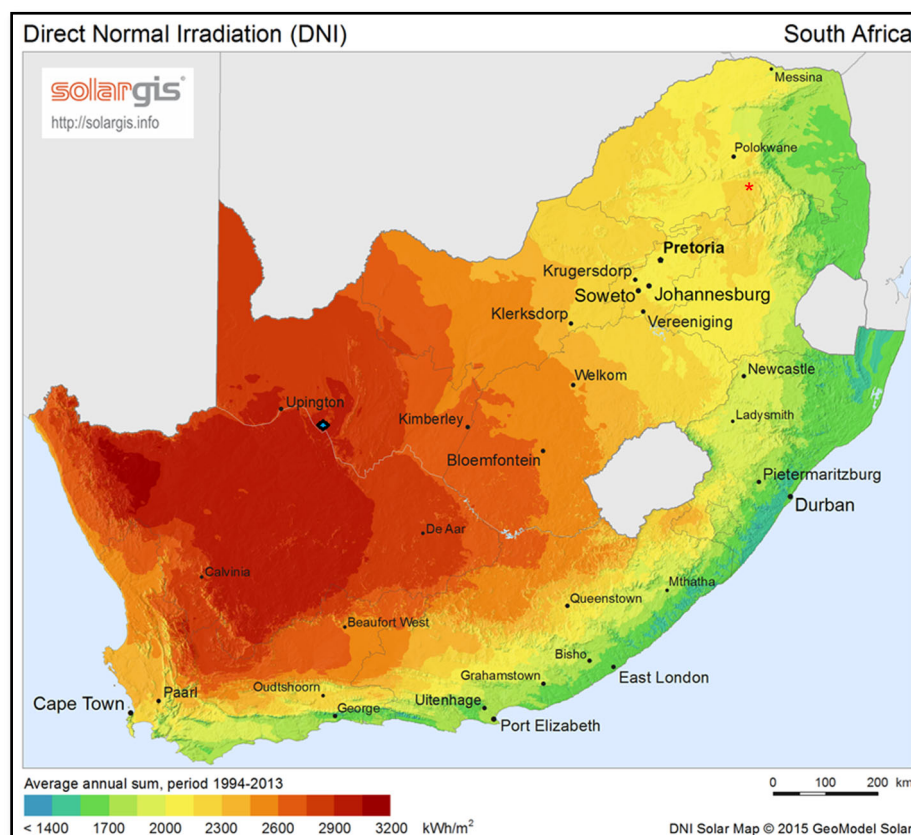 Direct Normal Irradiation (DNI)
South Africa
solargis®
http://solargis.info
Messina
Polokwane
*
Pretoria
Krugersdorp
Soweto
Johannesburg
Klerksdorp
Vereeniging
Newcastle
Welkom
Upington
Ladysmith
Kimberley
Bloemfontein
Pietermaritzburg
Durban
De Aar
Calvinia
Mthatha
Queenstown
Beaufort West
Bisho
Grahamstown
East London
Oudtshoorn
Paarl
Uitenhage
Cape Town
George
Port Elizabeth
Average annual sum, period 1994-2013
0 100 200 km
< 1400 1700 2000 2300 2600 2900 3200 kWh/m²
DNI Solar Map © 2015 GeoModel Solar